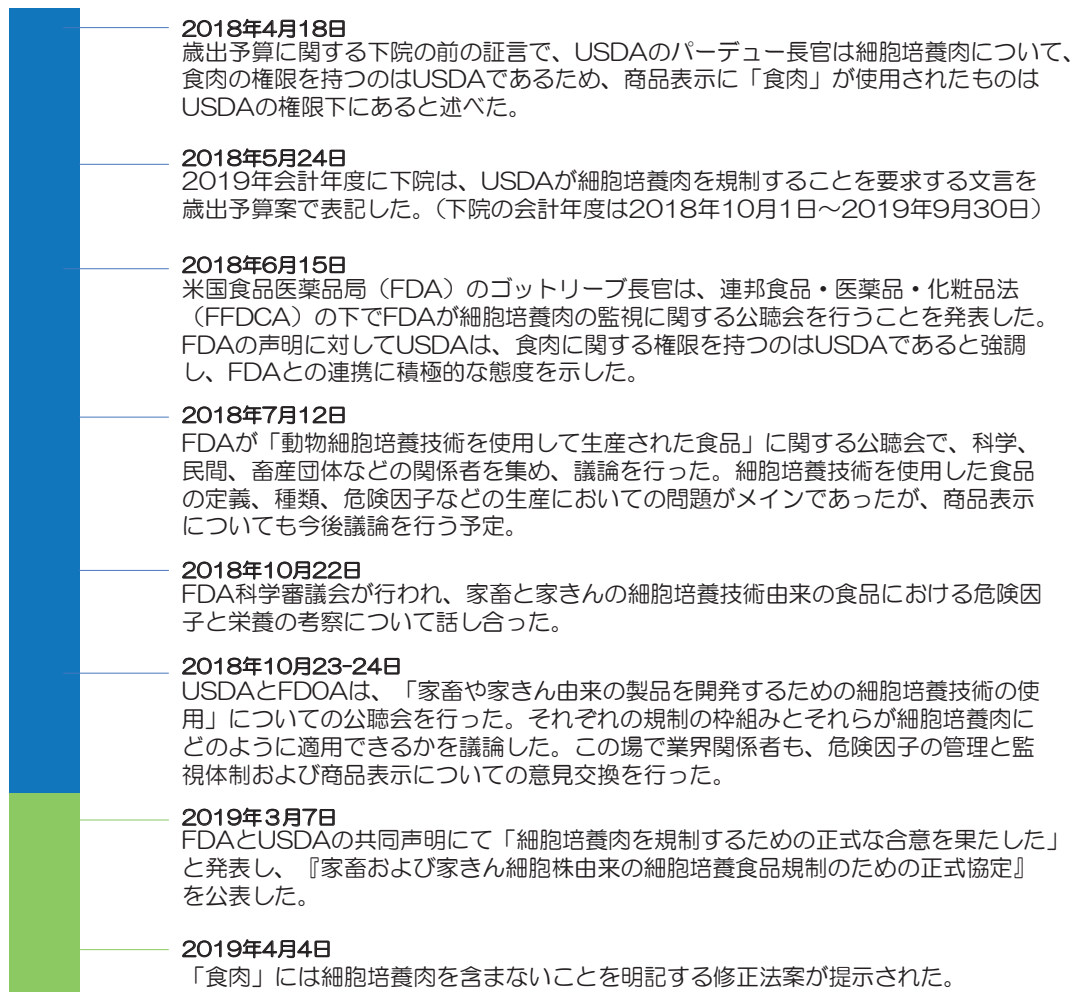 2018年4月18日
歳出予算に関する下院の前の証言で、USDAのパーデュー長官は細胞培養肉について、
食肉の権限を持つのはUSDAであるため、商品表示に「食肉」が使用されたものは
USDAの権限下にあると述べた。
2018年5月24日
2019年会計年度に下院は、USDAが細胞培養肉を規制することを要求する文言を
歳出予算案で表記した。（下院の会計年度は2018年10月1日～2019年9月30日）
2018年6月15日
米国食品医薬品局（FDA）のゴットリーブ長官は、連邦食品・医薬品・化粧品法
（FFDCA）の下でFDAが細胞培養肉の監視に関する公聴会を行うことを発表した。
FDAの声明に対してUSDAは、食肉に関する権限を持つのはUSDAであると強調
し、FDAとの連携に積極的な態度を示した。
2018年7月12日
FDAが「動物細胞培養技術を使用して生産された食品」に関する公聴会で、科学、
民間、畜産団体などの関係者を集め、議論を行った。細胞培養技術を使用した食品
の定義、種類、危険因子などの生産においての問題がメインであったが、商品表示
についても今後議論を行う予定。
2018年10月22日
FDA科学審議会が行われ、家畜と家きんの細胞培養技術由来の食品における危険因
子と栄養の考察について話し合った。
2018年10月23-24日
USDAとFDOAは、「家畜や家きん由来の製品を開発するための細胞培養技術の使
用」についての公聴会を行った。それぞれの規制の枠組みとそれらが細胞培養肉に
どのように適用できるかを議論した。この場で業界関係者も、危険因子の管理と監
視体制および商品表示についての意見交換を行った。
2019年3月7日
FDAとUSDAの共同声明にて「細胞培養肉を規制するための正式な合意を果たした」
と発表し、『家畜および家きん細胞株由来の細胞培養食品規制のための正式協定』
を公表した。
2019年4月4日
「食肉」には細胞培養肉を含まないことを明記する修正法案が提示された。